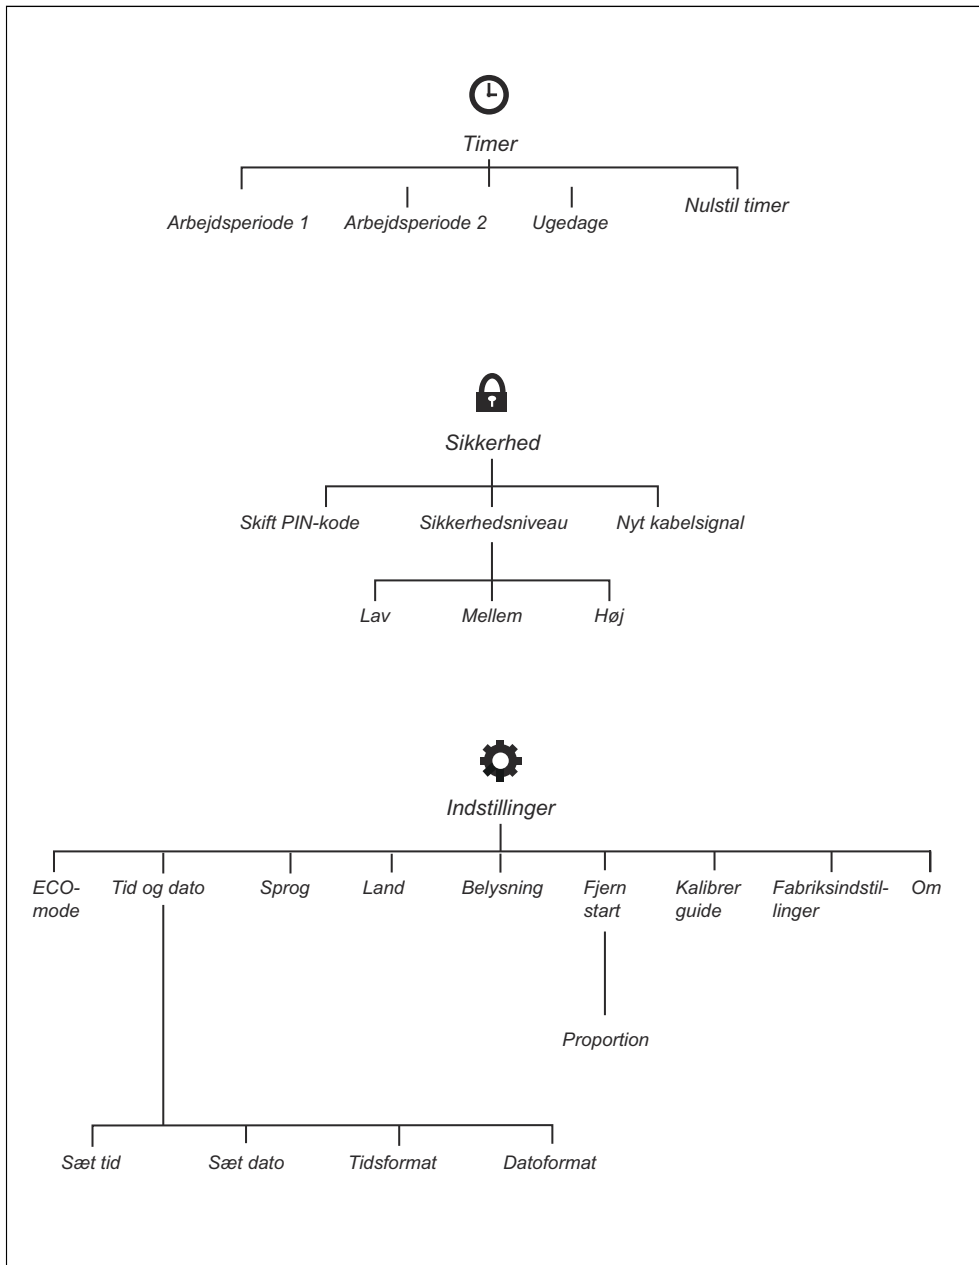 Timer
Arbejdsperiode 1
Arbejdsperiode 2
Ugedage
Nulstil timer
Sikkerhed
Skift PIN-kode
Sikkerhedsniveau
Nyt kabelsignal
Lav
Mellem
Høj
Indstillinger
ECO-
mode
Tid og dato
Sprog
Land
Belysning
Fjern
start
Kalibrer
guide
Fabriksindstil-
linger
Om
Proportion
Sæt tid
Sæt dato
Tidsformat
Datoformat